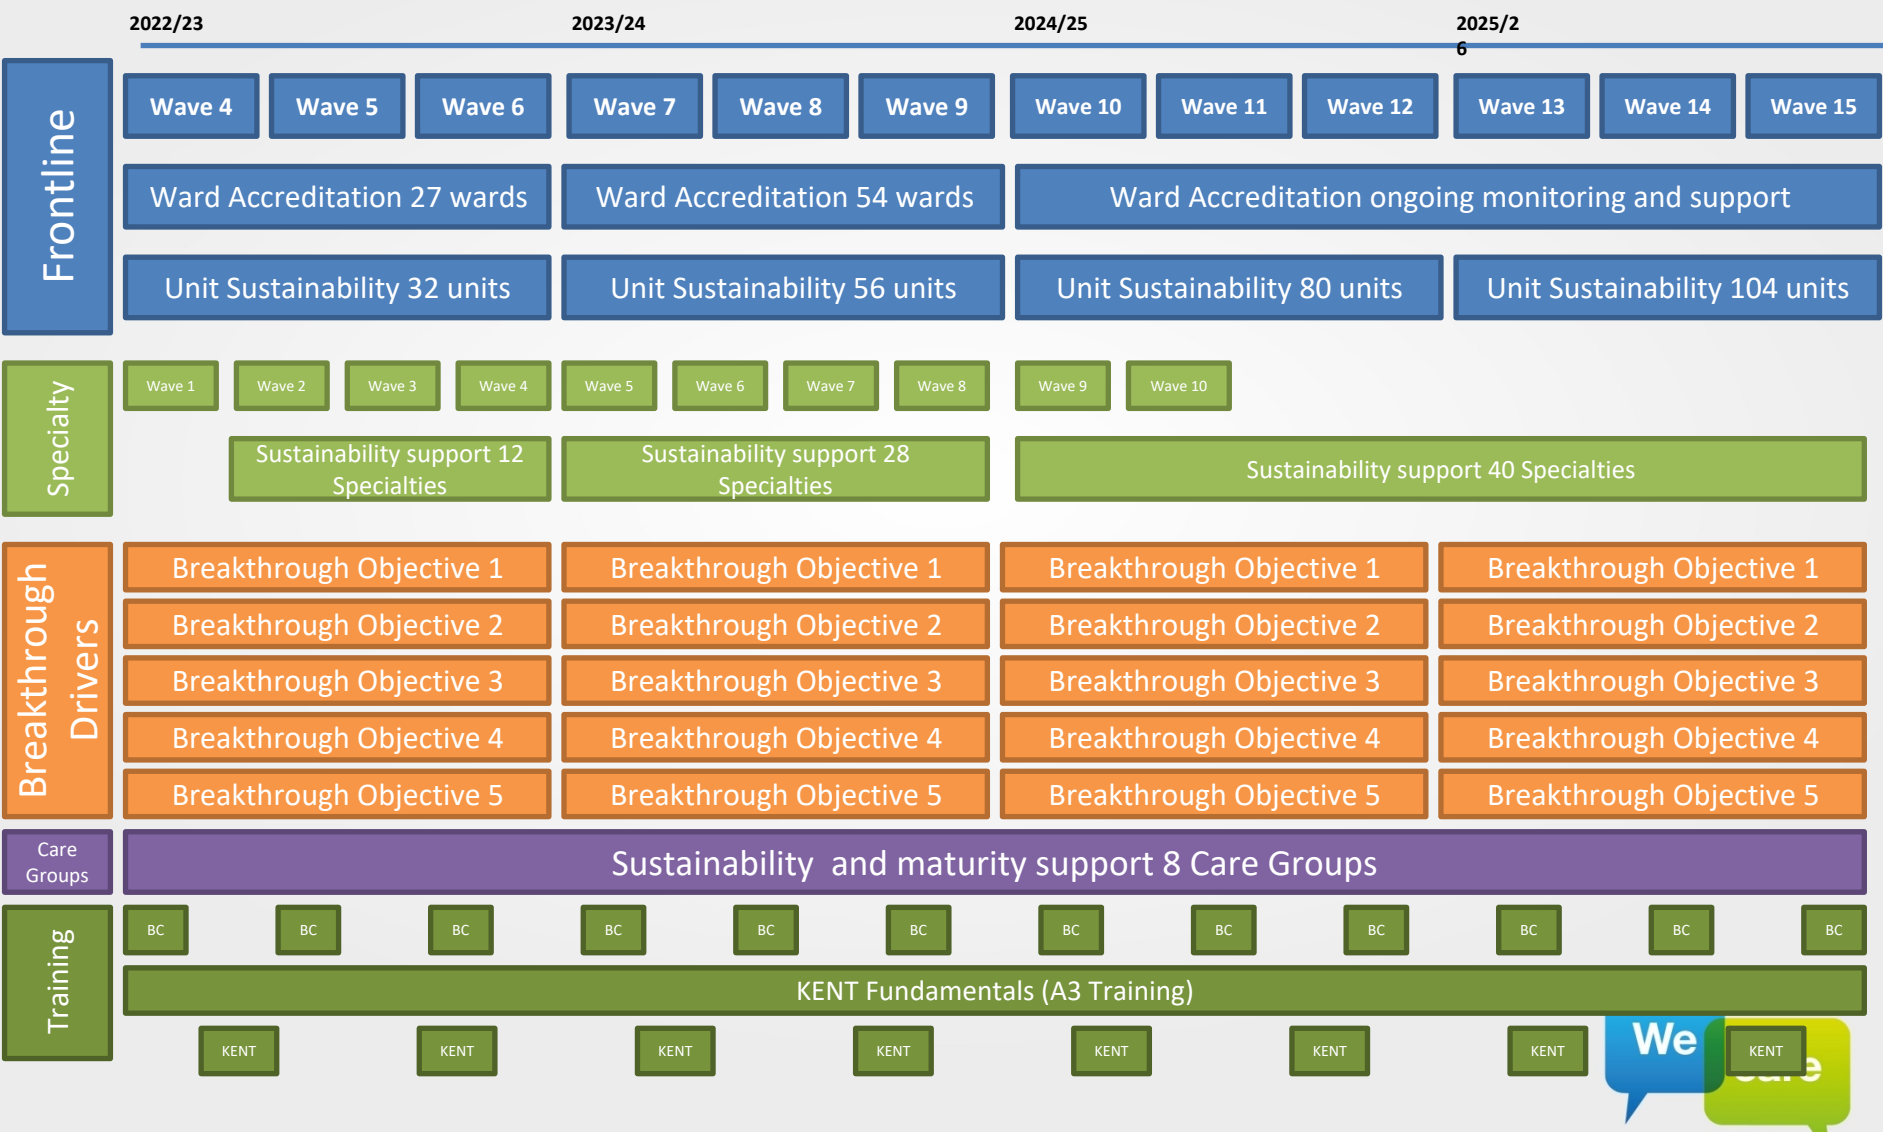 2022/23
2023/24
2024/25
2025/2
6
Frontline
Wave 4
Wave 5
Wave 6
Wave 7
Wave 8
Wave 9
Wave 10
Wave 11
Wave 12
Wave 13
Wave 14
Wave 15
Ward Accreditation 27 wards
Ward Accreditation 54 wards
Ward Accreditation ongoing monitoring and support
Unit Sustainability 32 units
Unit Sustainability 56 units
Unit Sustainability 80 units
Unit Sustainability 104 units
Specialty
Wave 1
Wave 2
Wave 3
Wave 4
Wave 5
Wave 6
Wave 7
Wave 8
Wave 9
Wave 10
Sustainability support 12
Specialties
Sustainability support 28
Specialties
Sustainability support 40 Specialties
Breakthrough
Drivers
Breakthrough Objective 1
Breakthrough Objective 1
Breakthrough Objective 1
Breakthrough Objective 1
Breakthrough Objective 2
Breakthrough Objective 2
Breakthrough Objective 2
Breakthrough Objective 2
Breakthrough Objective 3
Breakthrough Objective 3
Breakthrough Objective 3
Breakthrough Objective 3
Breakthrough Objective 4
Breakthrough Objective 4
Breakthrough Objective 4
Breakthrough Objective 4
Breakthrough Objective 5
Breakthrough Objective 5
Breakthrough Objective 5
Breakthrough Objective 5
Care
Groups
Sustainability  and maturity support 8 Care Groups
Training
BC
BC
BC
BC
BC
BC
BC
BC
BC
BC
BC
BC
KENT Fundamentals (A3 Training)
KENT
KENT
KENT
KENT
KENT
KENT
KENT
KENT
We
care